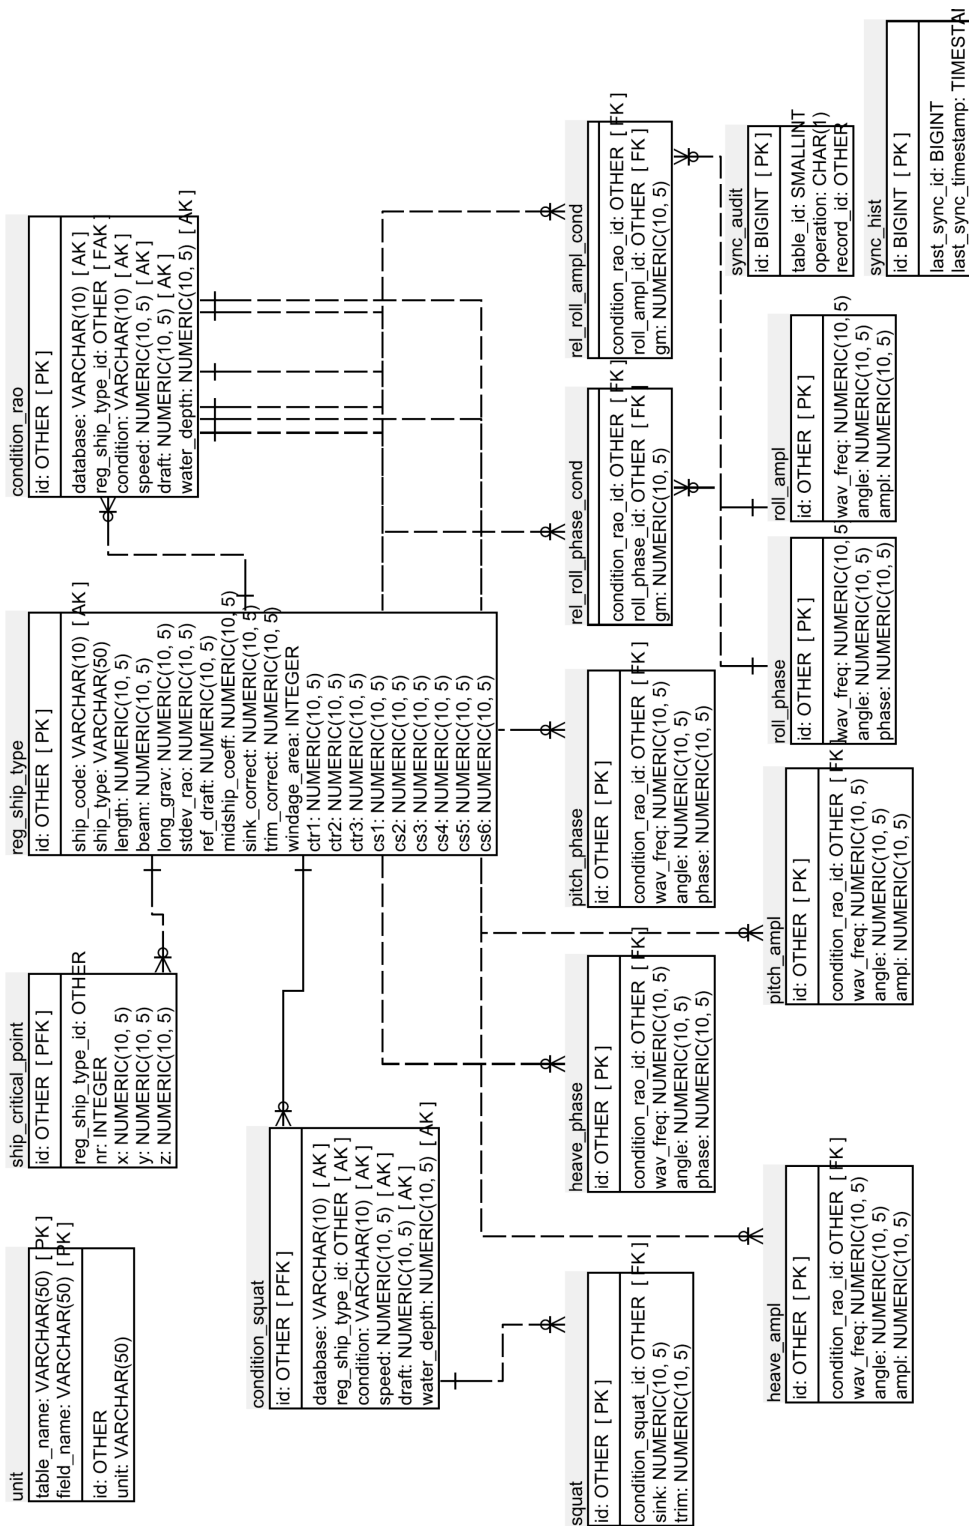 unit
table_name: VARCHAR(50) [ PK ]
field_name: VARCHAR(50) [ PK ]
id: OTHER
unit: VARCHAR(50)
ship_critical_point
id: OTHER [ PFK ]
reg_ship_type_id: OTHER
nr: INTEGER
x: NUMERIC(10, 5)
y: NUMERIC(10, 5)
z: NUMERIC(10, 5)
reg_ship_type
id: OTHER [ PK ]
ship_code: VARCHAR(10) [ AK ]
ship_type: VARCHAR(50)
length: NUMERIC(10, 5)
beam: NUMERIC(10, 5)
long_grav: NUMERIC(10, 5)
stdev_rao: NUMERIC(10, 5)
ref_draft: NUMERIC(10, 5)
midship_coeff: NUMERIC(10, 5)
sink_correct: NUMERIC(10, 5)
trim_correct: NUMERIC(10, 5)
windage_area: INTEGER
ctr1: NUMERIC(10, 5)
ctr2: NUMERIC(10, 5)
ctr3: NUMERIC(10, 5)
cs1: NUMERIC(10, 5)
cs2: NUMERIC(10, 5)
cs3: NUMERIC(10, 5)
cs4: NUMERIC(10, 5)
cs5: NUMERIC(10, 5)
cs6: NUMERIC(10, 5)
condition_rao
id: OTHER [ PK ]
database: VARCHAR(10) [ AK ]
reg_ship_type_id: OTHER [ FAK ]
condition: VARCHAR(10) [ AK ]
speed: NUMERIC(10, 5) [ AK ]
draft: NUMERIC(10, 5) [ AK ]
water_depth: NUMERIC(10, 5) [ AK ]
condition_squat
id: OTHER [ PFK ]
database: VARCHAR(10) [ AK ]
reg_ship_type_id: OTHER [ AK ]
condition: VARCHAR(10) [ AK ]
speed: NUMERIC(10, 5) [ AK ]
draft: NUMERIC(10, 5) [ AK ]
water_depth: NUMERIC(10, 5) [ AK ]
squat
id: OTHER [ PK ]
condition_squat_id: OTHER [ FK ]
sink: NUMERIC(10, 5)
trim: NUMERIC(10, 5)
heave_phase
id: OTHER [ PK ]
condition_rao_id: OTHER [ FK ]
wav_freq: NUMERIC(10, 5)
angle: NUMERIC(10, 5)
phase: NUMERIC(10, 5)
pitch_phase
id: OTHER [ PK ]
condition_rao_id: OTHER [ FK ]
wav_freq: NUMERIC(10, 5)
angle: NUMERIC(10, 5)
phase: NUMERIC(10, 5)
rel_roll_phase_cond
condition_rao_id: OTHER [ FK ]
roll_phase_id: OTHER [ FK ]
gm: NUMERIC(10, 5)
rel_roll_ampl_cond
condition_rao_id: OTHER [ FK ]
roll_ampl_id: OTHER [ FK ]
gm: NUMERIC(10, 5)
heave_ampl
id: OTHER [ PK ]
condition_rao_id: OTHER [ FK ]
wav_freq: NUMERIC(10, 5)
angle: NUMERIC(10, 5)
ampl: NUMERIC(10, 5)
pitch_ampl
id: OTHER [ PK ]
condition_rao_id: OTHER [ FK ]
wav_freq: NUMERIC(10, 5)
angle: NUMERIC(10, 5)
ampl: NUMERIC(10, 5)
roll_phase
id: OTHER [ PK ]
wav_freq: NUMERIC(10, 5)
angle: NUMERIC(10, 5)
phase: NUMERIC(10, 5)
roll_ampl
id: OTHER [ PK ]
wav_freq: NUMERIC(10, 5)
angle: NUMERIC(10, 5)
ampl: NUMERIC(10, 5)
sync_audit
id: BIGINT [ PK ]
table_id: SMALLINT
operation: CHAR(1)
record_id: OTHER
sync_hist
id: BIGINT [ PK ]
last_sync_id: BIGINT
last_sync_timestamp: